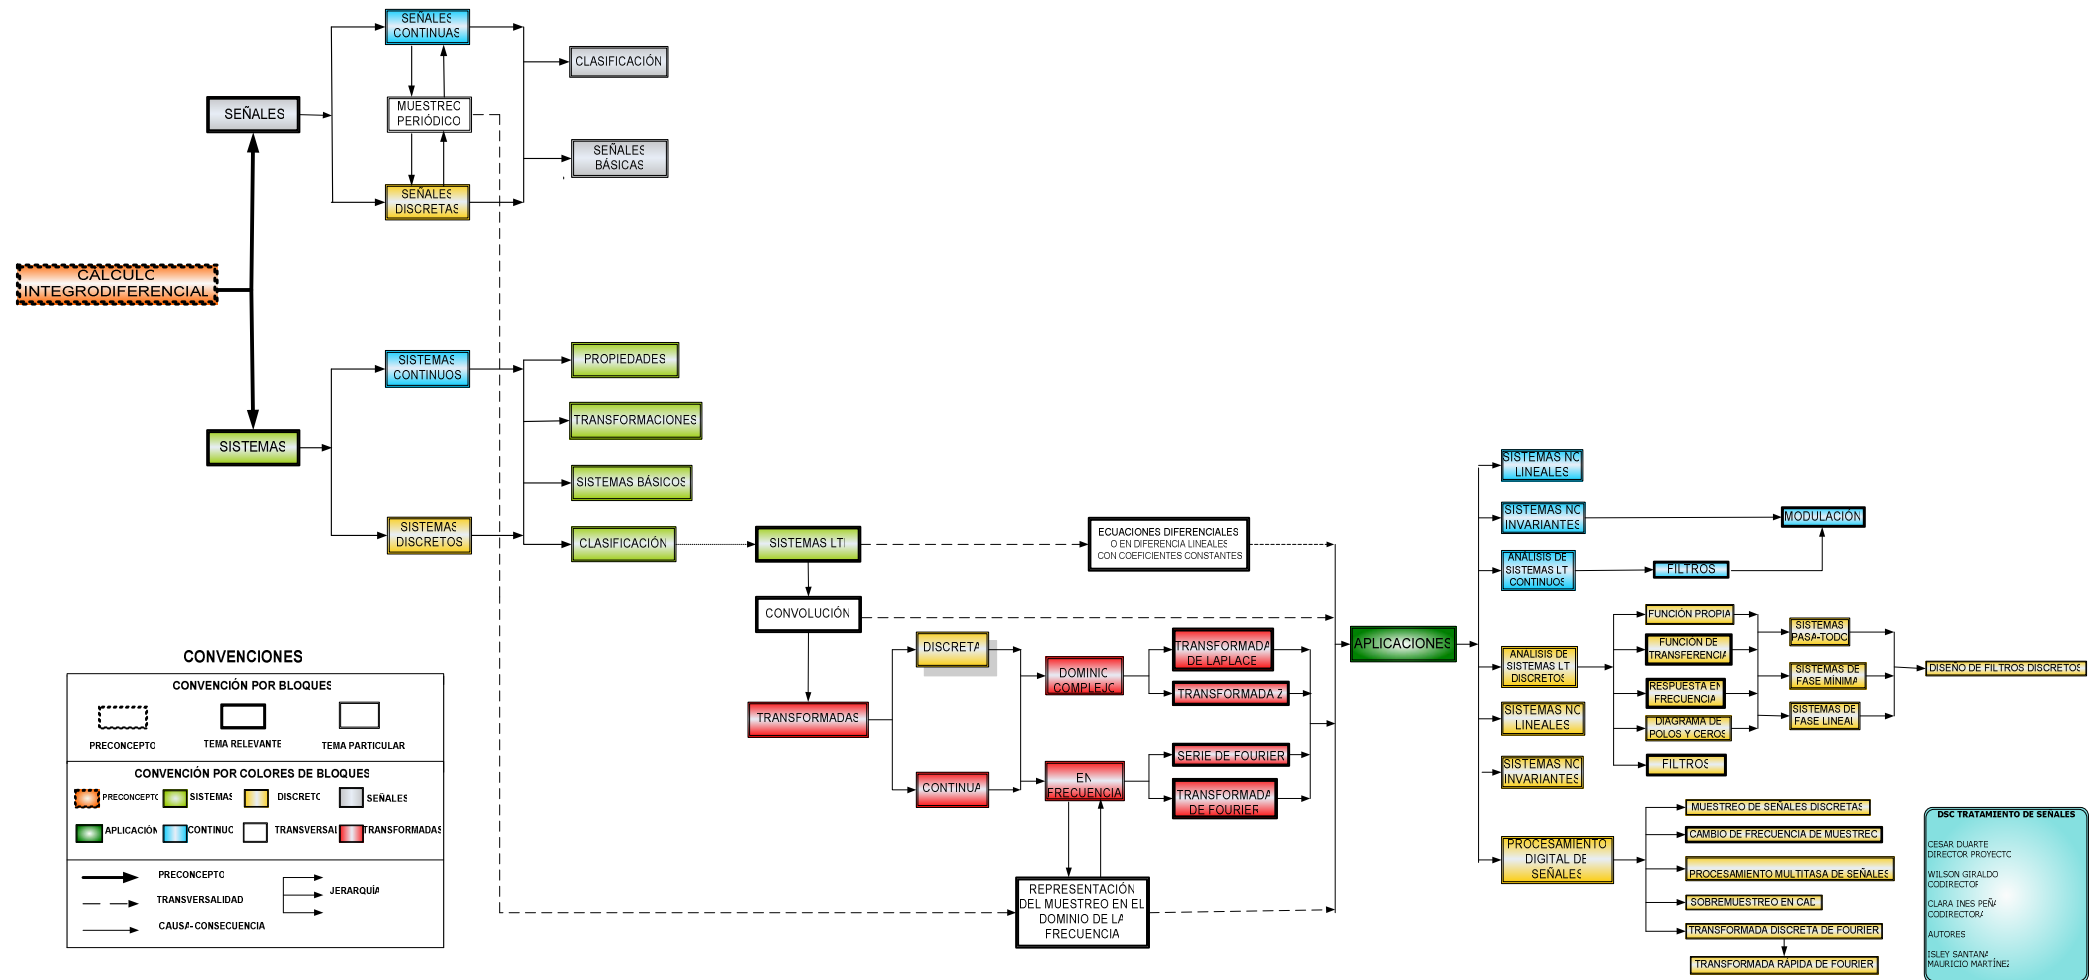 SEÑALES
CONTINUAS
CLASIFICACIÓN
SEÑALES
MUESTREO
PERIÓDICO
SEÑALES
BÁSICAS
SEÑALES
DISCRETAS
CÁLCULO
INTEGRODIFERENCIAL
SISTEMAS
CONTINUOS
PROPIEDADES
TRANSFORMACIONES
SISTEMAS
SISTEMAS BÁSICOS
SISTEMAS
DISCRETOS
CLASIFICACIÓN
SISTEMAS LTI
ECUACIONES DIFERENCIALES
O EN DIFERENCIA LINEALES
CON COEFICIENTES CONSTANTES
CONVOLUCIÓN
TRANSFORMADAS
DISCRETA
CONTINUA
DOMINIO
COMPLEJO
EN
FRECUENCIA
TRANSFORMADA
DE LAPLACE
TRANSFORMADA Z
SERIE DE FOURIER
TRANSFORMADA
DE FOURIER
REPRESENTACIÓN
DEL MUESTREO EN EL
DOMINIO DE LA
FRECUENCIA
APLICACIONES
SISTEMAS NO
LINEALES
SISTEMAS NO
INVARIANTES
MODULACIÓN
ANÁLISIS DE
SISTEMAS LTI
CONTINUOS
FILTROS
ANÁLISIS DE
SISTEMAS LTI
DISCRETOS
FUNCIÓN PROPIA
FUNCIÓN DE
TRANSFERENCIA
RESPUESTA EN
FRECUENCIA
DIAGRAMA DE
POLOS Y CEROS
FILTROS
SISTEMAS
PASA-TODO
SISTEMAS DE
FASE MÍNIMA
SISTEMAS DE
FASE LINEAL
DISEÑO DE FILTROS DISCRETOS
SISTEMAS NO
LINEALES
SISTEMAS NO
INVARIANTES
PROCESAMIENTO
DIGITAL DE
SEÑALES
MUESTREO DE SEÑALES DISCRETAS
CAMBIO DE FRECUENCIA DE MUESTREO
PROCESAMIENTO MULTITASA DE SEÑALES
SOBREMUESTREO EN CAD
TRANSFORMADA DISCRETA DE FOURIER
TRANSFORMADA RÁPIDA DE FOURIER
CONVENCIONES
CONVENCIÓN POR BLOQUES
PRECONCEPTO
TEMA RELEVANTE
TEMA PARTICULAR
CONVENCIÓN POR COLORES DE BLOQUES
PRECONCEPTO
SISTEMAS
DISCRETO
SEÑALES
APLICACIÓN
CONTINUO
TRANSVERSAL
TRANSFORMADAS
PRECONCEPTO
TRANSVERSALIDAD
CAUSA-CONSECUENCIA
JERARQUÍA
DSC TRATAMIENTO DE SEÑALES
CESAR DUARTE
DIRECTOR PROYECTO
WILSON GIRALDO
CODIRECTOR
CLARA INES PEÑA
CODIRECTORA
AUTORES
ISLEY SANTANA
MAURICIO MARTÍNEZ